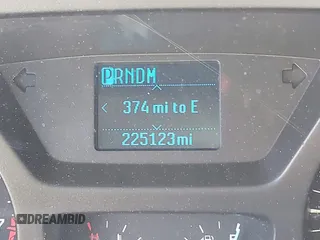 PRNDM
374 mi to E
225123mi
DREAMBID